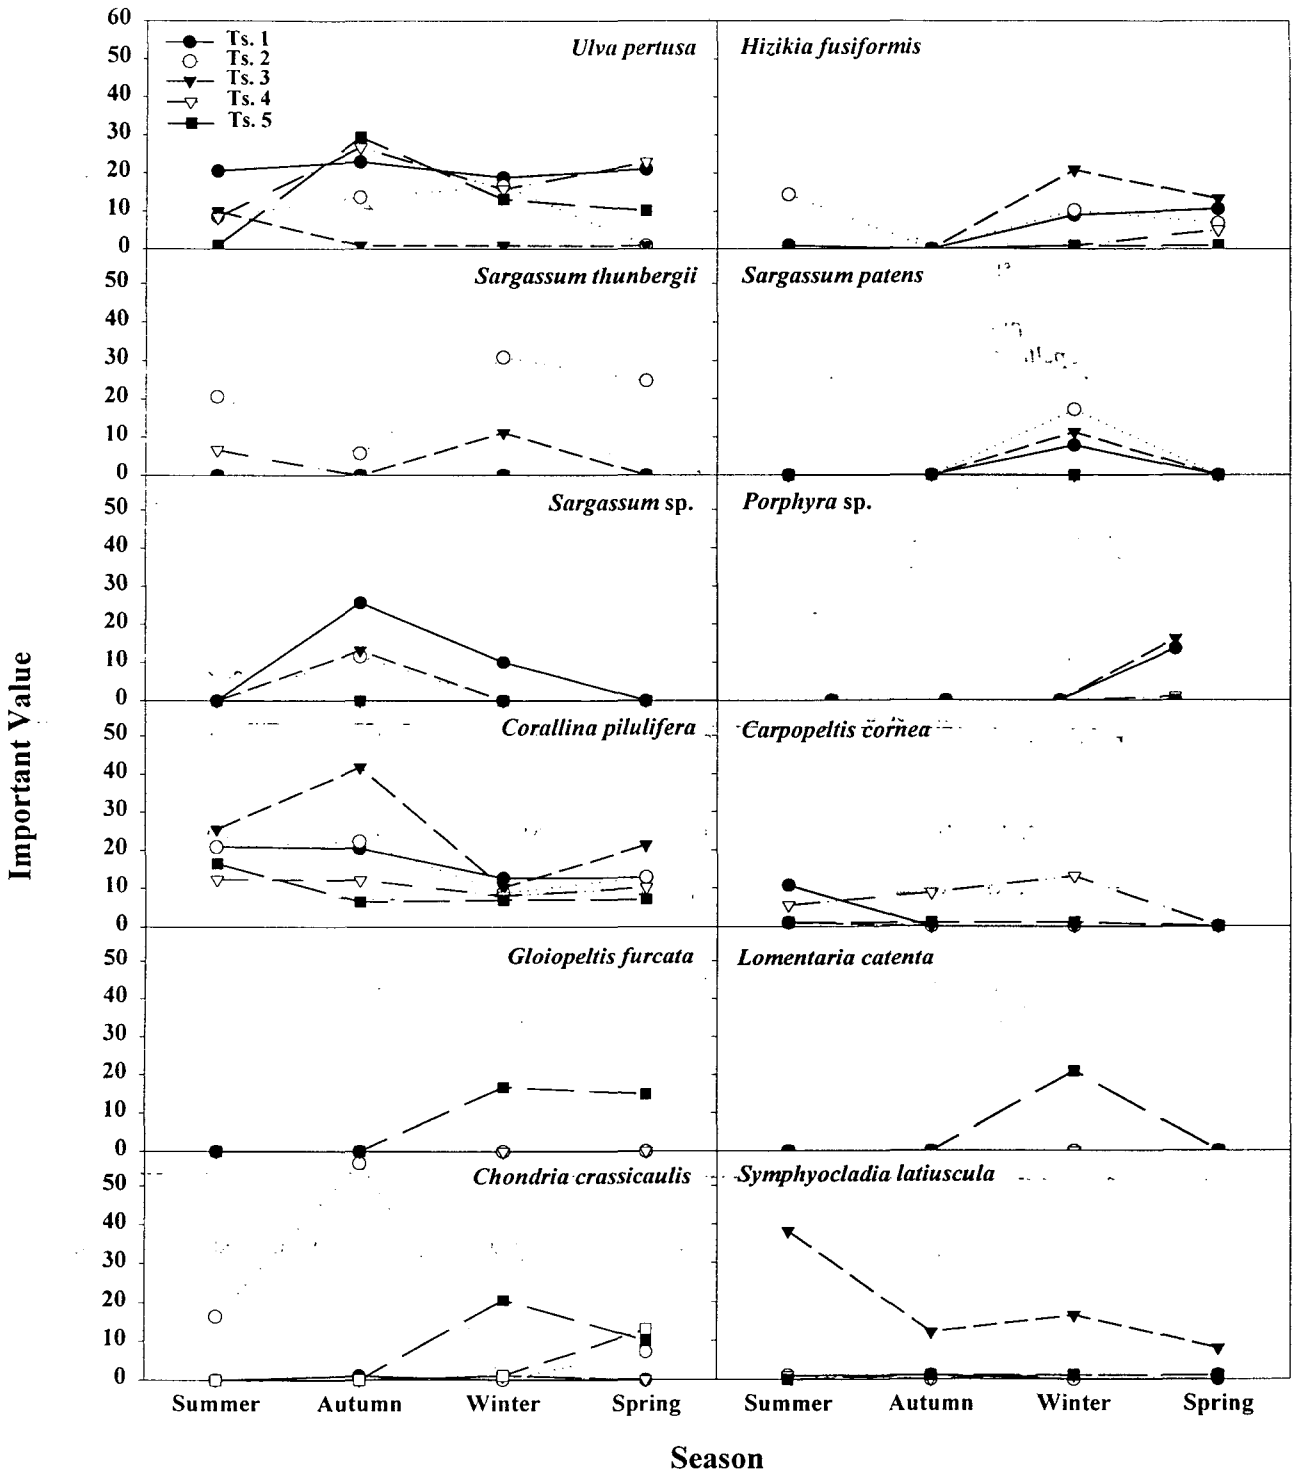 60
50
40
30
20
10
0
Ts. 1
Ts. 2
Ts. 3
Ts. 4
Ts. 5
Ulva pertusa
Hizikia fusiformis
50
40
30
20
10
0
Sargassum thunbergii
Sargassum patens
50
40
30
20
10
0
Sargassum sp.
Porphyra sp.
50
40
30
20
10
0
Corallina pilulifera
Carpopeltis cornea
50
40
30
20
10
0
Gloiopeltis furcata
Lomentaria catenta
50
40
30
20
10
0
Chondria crassicaulis
Symphyocladia latiuscula
Important Value
Summer Autumn Winter Spring Summer Autumn Winter Spring
Season